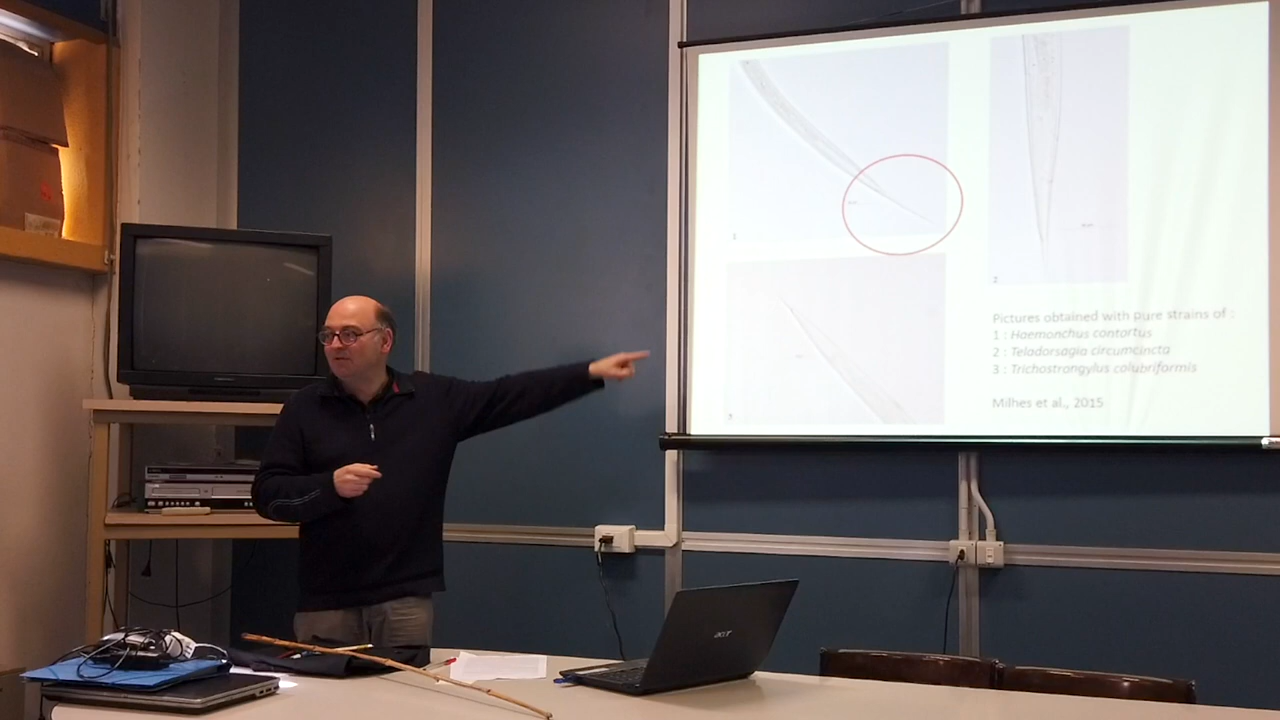 1
2
3
Pictures obtained with pure strains of :
1 : Haemonchus contortus
2 : Teladorsagia circumcincta
3 : Trichostrongylus colubriformis
Milhes et al., 2015
acer